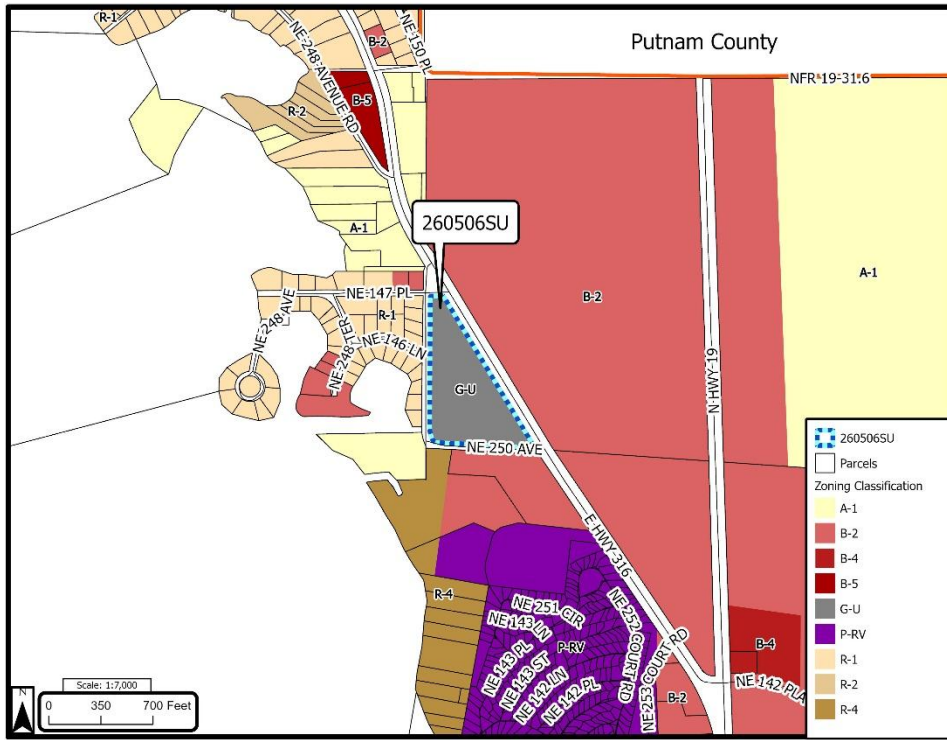 R-1
NE 248 AVENUE RD
B-2
NE 150 PL
Putnam County
NFR 19-31.6
B-5
R-2
260506SU
A-1
A-1
B-2
NE 147 PL
R-1
NE 248 AVE
NE 248 TER
NE 146 LN
N HWY 19
G-U
NE 250 AVE
E HWY 316
R-4
NE 251 CIR
NE 143 LN
NE 143 PL
NE 143 ST
NE 142 LN
NE 142 PL
P-RV
NE 252 COURT RD
NE 253 COURT RD
B-4
B-2
NE 142 PLA
260506SU
Parcels
Zoning Classification
A-1
B-2
B-4
B-5
G-U
P-RV
R-1
R-2
R-4
N
Scale: 1:7,000
0 350 700 Feet